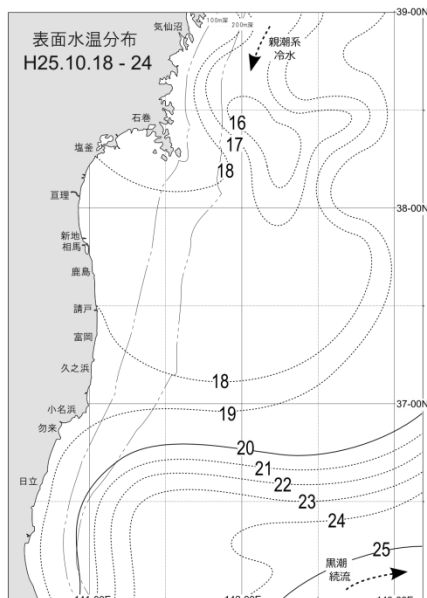 表面水温分布
H25.10.18 - 24
気仙沼
100m深
200m深
親潮系
冷水
39-00N
石巻
塩釜
亘理
新地
相馬
鹿島
請戸
富岡
久之浜
小名浜
勿来
日立
16
17
18
38-00N
18
19
37-00N
20
21
22
23
24
25
黒潮
続流